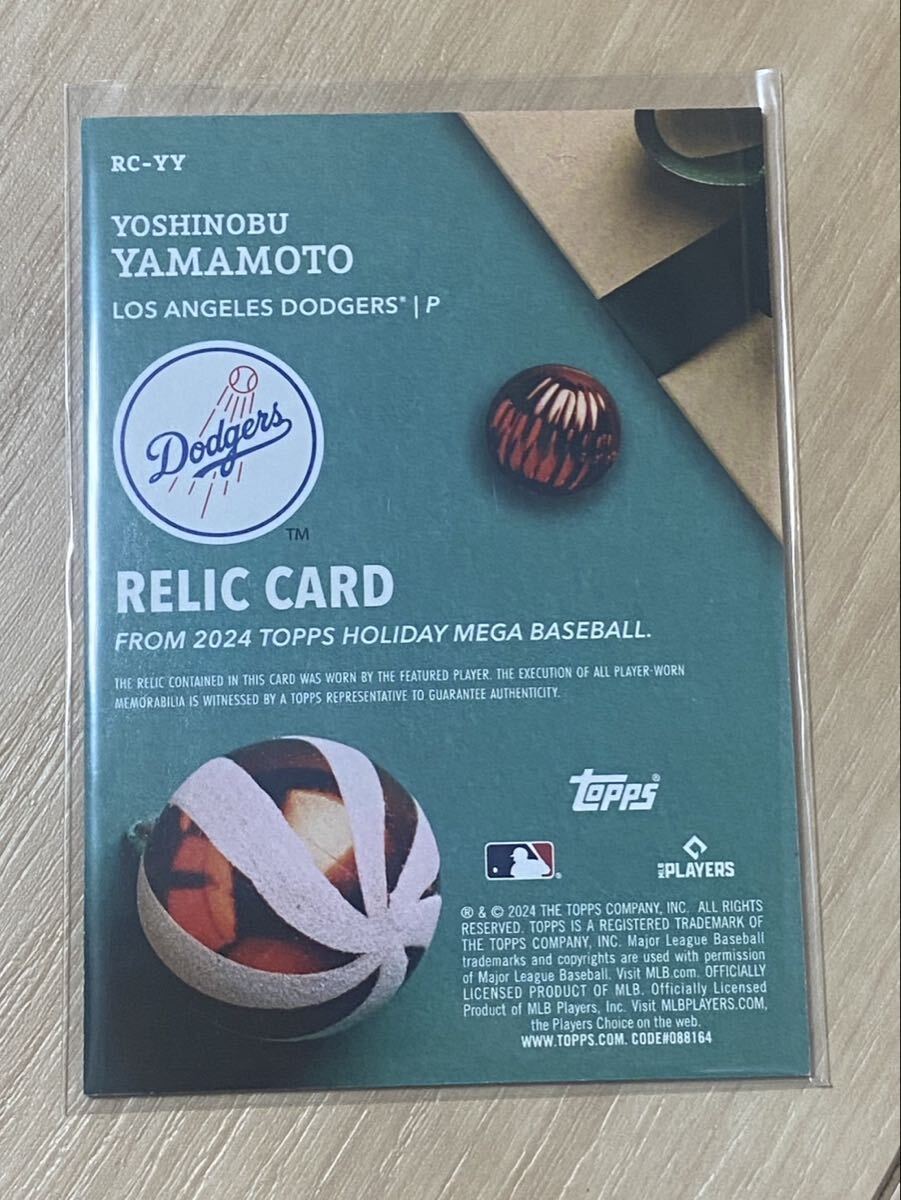 RC-YY
YOSHINOBU
YAMAMOTO
LOS ANGELES DODGERS® | P
Dodgers
TM
RELIC CARD
FROM 2024 TOPPS HOLIDAY MEGA BASEBALL.
THE RELIC CONTAINED IN THIS CARD WAS WORN BY THE FEATURED PLAYER. THE EXECUTION OF ALL PLAYER-WORN
MEMORABILIA IS WITNESSED BY A TOPPS REPRESENTATIVE TO GUARANTEE AUTHENTICITY.
topps®
®
MLB PLAYERS
® & © 2024 THE TOPPS COMPANY, INC. ALL RIGHTS
RESERVED. TOPPS IS A REGISTERED TRADEMARK OF
THE TOPPS COMPANY, INC. Major League Baseball
trademarks and copyrights are used with permission
of Major League Baseball. Visit MLB.com. OFFICIALLY
LICENSED PRODUCT OF MLB. Officially Licensed
Product of MLB Players, Inc. Visit MLBPLAYERS.COM,
the Players Choice on the web.
WWW.TOPPS.COM. CODE#088164